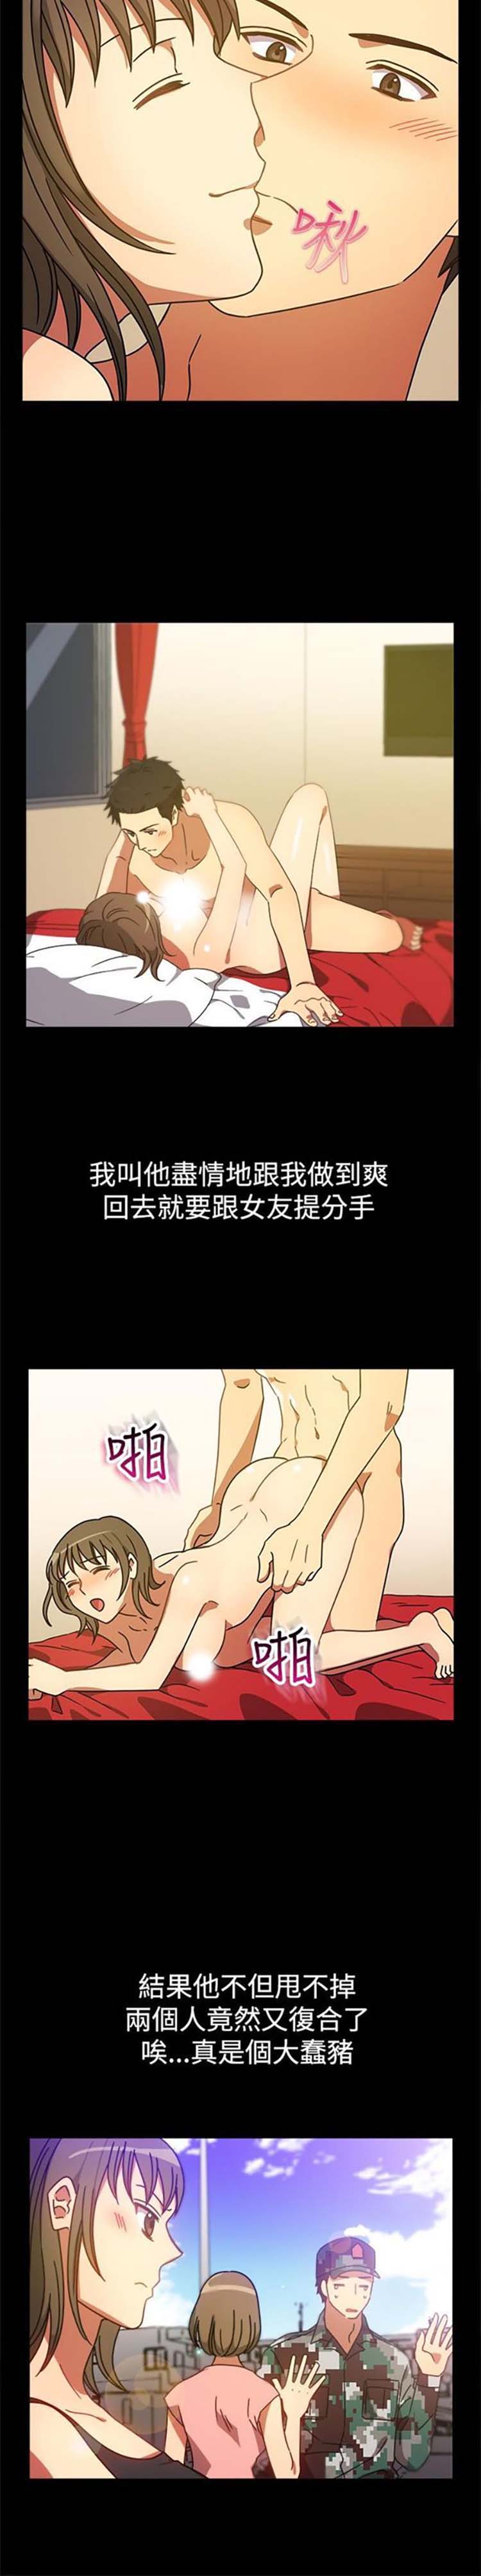 啾
我叫他盡情地跟我做到爽
回去就要跟女友提分手
啪
啪
結果他不但甩不掉
兩個人竟然又復合了
唉...真是個大蠢豬